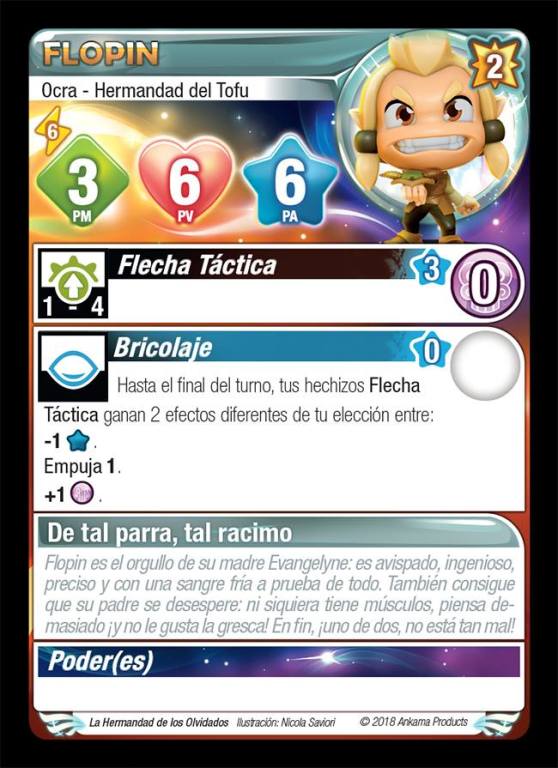 FLOPIN
2
Ocra - Hermandad del Tofu
6
3
PM
6
PV
6
PA
Flecha Táctica
3
0
1 - 4
Bricolaje
0
Hasta el final del turno, tus hechizos Flecha
Táctica ganan 2 efectos diferentes de tu elección entre:
-1 .
Empuja 1.
+1 .
De tal parra, tal racimo
Flopin es el orgullo de su madre Evangelyne: es avispado, ingenioso,
preciso y con una sangre fría a prueba de todo. También consigue
que su padre se desespere: ni siquiera tiene músculos, piensa de-
masiado ¡y no le gusta la gresca! En fin, ¡uno de dos, no está tan mal!
Poder(es)
La Hermandad de los Olvidados Ilustración: Nicola Saviori © 2018 Ankama Products